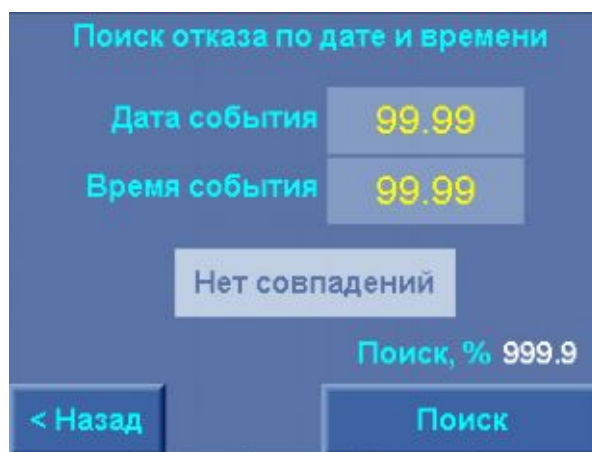 Поиск отказа по дате и времени
Дата события 99.99
Время события 99.99
Нет совпадений
Поиск, % 999.9
< Назад Поиск